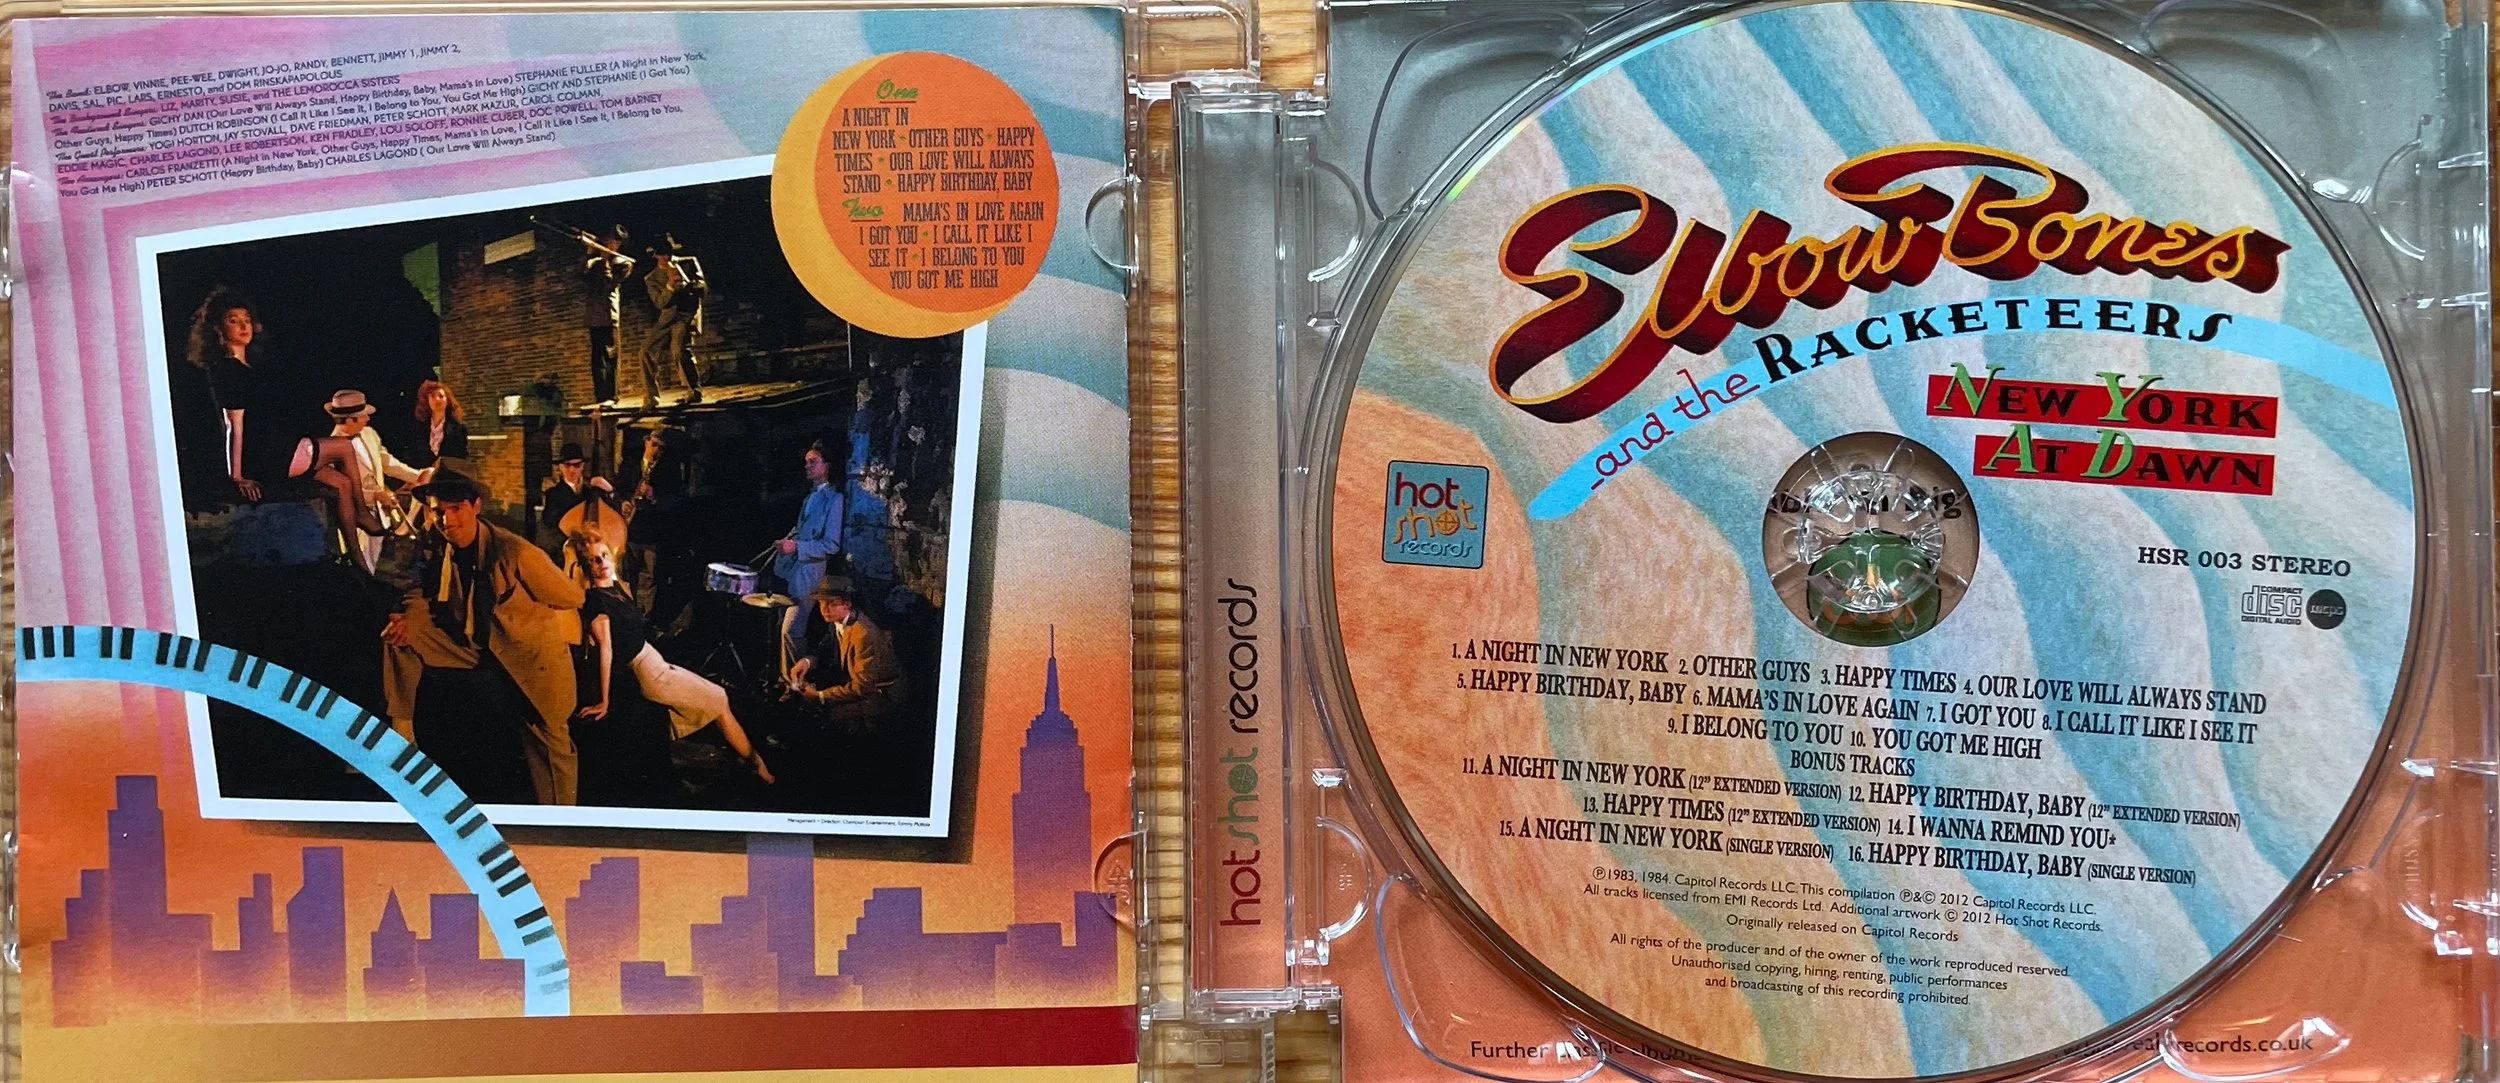 The Band: ELBOW, VINNIE, PEE-WEE, DWIGHT, JO-JO, RANDY, BENNETT, JIMMY 1, JIMMY 2,
DAVIS, SAL, PIC, LARS, ERNESTO, and DOM RINSKAPAPOLOUS
The Background Singers: LIZ, MARITY, SUSIE, and THE LEMOROCCA SISTERS
The Featured Singers: GICHY DAN (Our Love Will Always Stand, Happy Birthday, Baby, Mama's In Love) STEPHANIE FULLER (A Night in New York,
Other Guys, Happy Times) DUTCH ROBINSON (I Call It Like I See It, I Belong to You, You Got Me High) GICHY AND STEPHANIE (I Got You)
The Guest Performers: YOGI HORTON, JAY STOVALL, DAVE FRIEDMAN, PETER SCHOTT, MARK MAZUR, CAROL COLMAN,
EDDIE MAGIC, CHARLES LAGOND, LEE ROBERTSON, KEN FRADLEY, LOU SOLOFF, RONNIE CUBER, DOC POWELL, TOM BARNEY
The Arrangers: CARLOS FRANZETTI (A Night in New York, Other Guys, Happy Times, Mama's in Love, I Call It Like I See It, I Belong to You,
You Got Me High) PETER SCHOTT (Happy Birthday, Baby) CHARLES LAGOND ( Our Love Will Always Stand)
One
A NIGHT IN
NEW YORK • OTHER GUYS • HAPPY
TIMES • OUR LOVE WILL ALWAYS
STAND • HAPPY BIRTHDAY, BABY
Two MAMA'S IN LOVE AGAIN
I GOT YOU • I CALL IT LIKE I
SEE IT • I BELONG TO YOU
YOU GOT ME HIGH
Management + Direction: Champion Entertainment, Tommy Mottola
hot shot records
Elbow Bones
and the RACKETEERS
NEW YORK
AT DAWN
hot
shot
records
HSR 003 STEREO
COMPACT
disc
DIGITAL AUDIO
mcps
1. A NIGHT IN NEW YORK 2. OTHER GUYS 3. HAPPY TIMES 4. OUR LOVE WILL ALWAYS STAND
5. HAPPY BIRTHDAY, BABY 6. MAMA'S IN LOVE AGAIN 7. I GOT YOU 8. I CALL IT LIKE I SEE IT
9. I BELONG TO YOU 10. YOU GOT ME HIGH
BONUS TRACKS
11. A NIGHT IN NEW YORK (12" EXTENDED VERSION) 12. HAPPY BIRTHDAY, BABY (12" EXTENDED VERSION)
13. HAPPY TIMES (12" EXTENDED VERSION) 14. I WANNA REMIND YOU*
15. A NIGHT IN NEW YORK (SINGLE VERSION) 16. HAPPY BIRTHDAY, BABY (SINGLE VERSION)
℗1983, 1984. Capitol Records LLC. This compilation ℗&© 2012 Capitol Records LLC.
All tracks licensed from EMI Records Ltd. Additional artwork © 2012 Hot Shot Records.
Originally released on Capitol Records
All rights of the producer and of the owner of the work reproduced reserved.
Unauthorised copying, hiring, renting, public performances
and broadcasting of this recording prohibited.
Further
records.co.uk